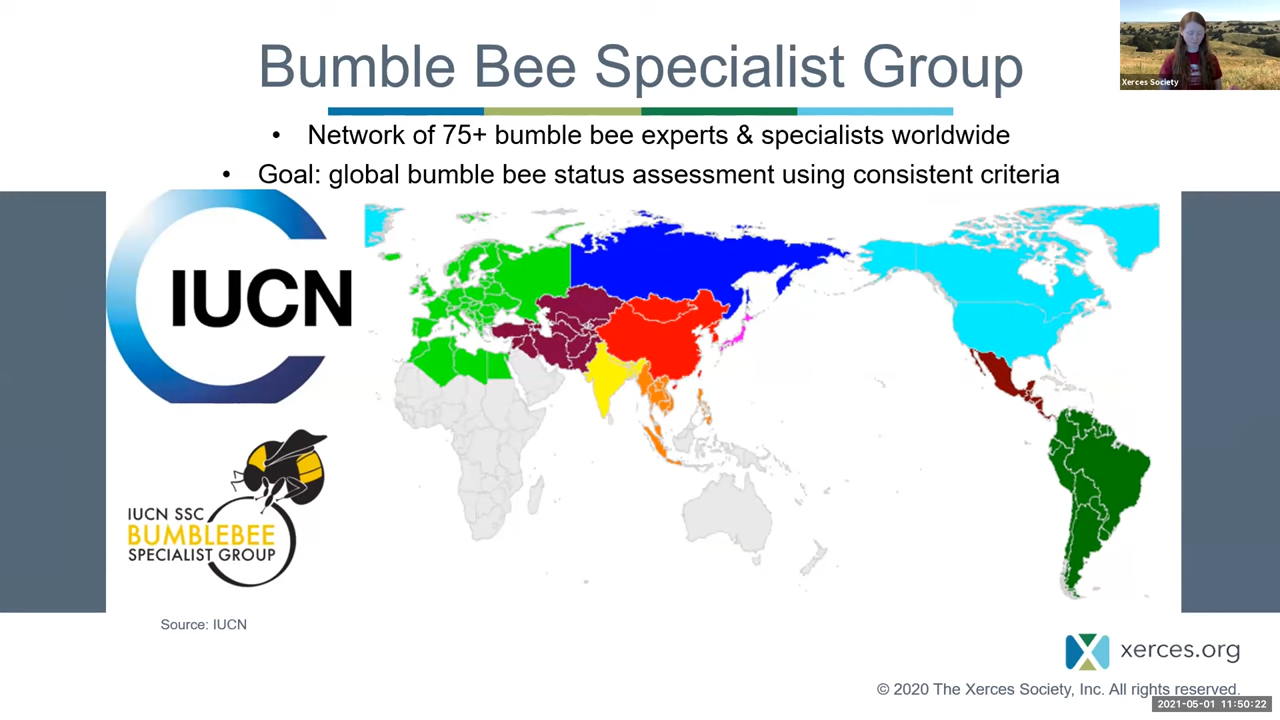 Bumble Bee Specialist Group
Xerces Society
• Network of 75+ bumble bee experts & specialists worldwide
• Goal: global bumble bee status assessment using consistent criteria
IUCN
IUCN SSC
BUMBLEBEE
SPECIALIST GROUP
Source: IUCN
xerces.org
© 2020 The Xerces Society, Inc. All rights reserved.
2021-05-01 11:50:22